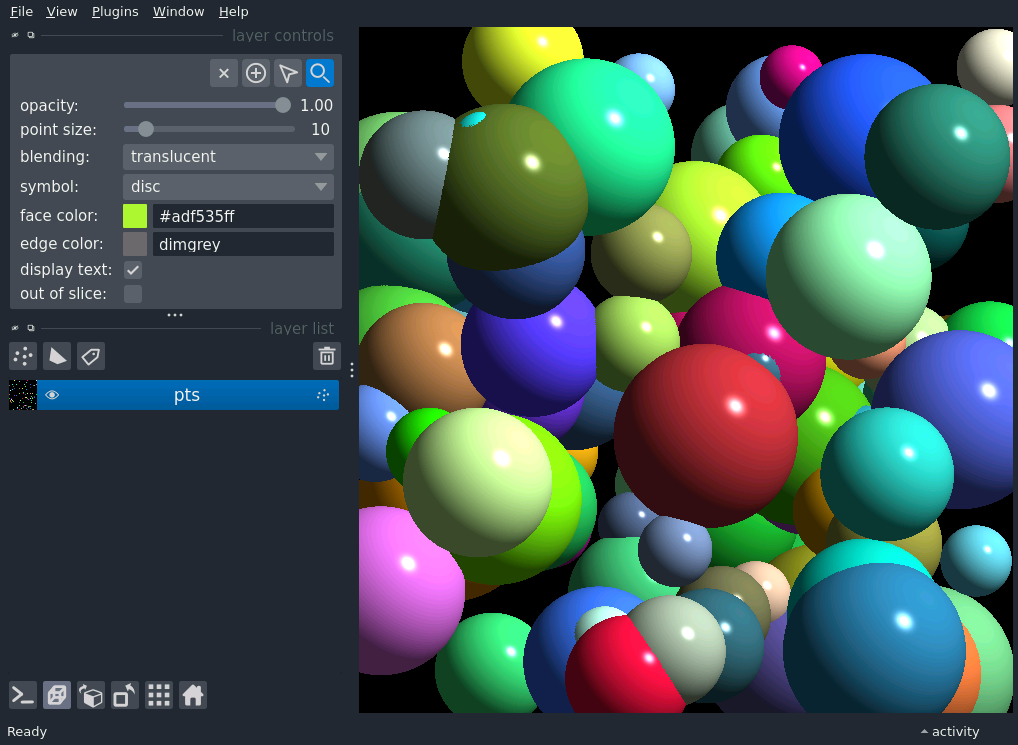 File View Plugins Window Help
layer controls
opacity: 1.00
point size: 10
blending: translucent
symbol: disc
face color: #adf535ff
edge color: dimgrey
display text:
out of slice:
layer list
pts
Ready
activity